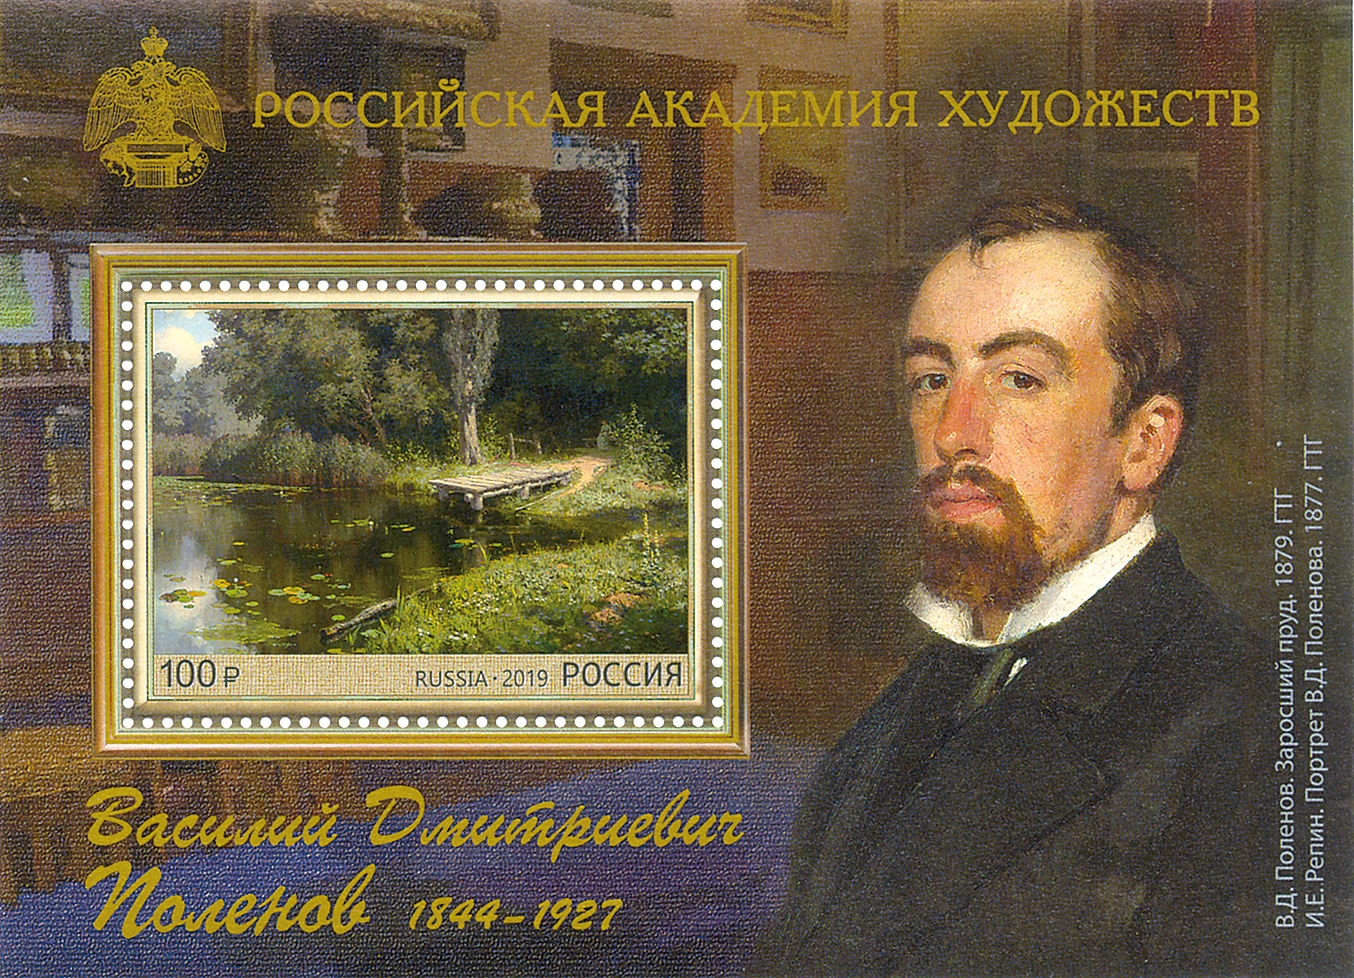 РОССИЙСКАЯ АКАДЕМИЯ ХУДОЖЕСТВ
100 ₽
RUSSIA · 2019 РОССИЯ
Василий Дмитриевич
Поленов 1844–1927
В.Д. Поленов. Заросший пруд. 1879. ГТГ
И.Е. Репин. Портрет В.Д. Поленова. 1877. ГТГ